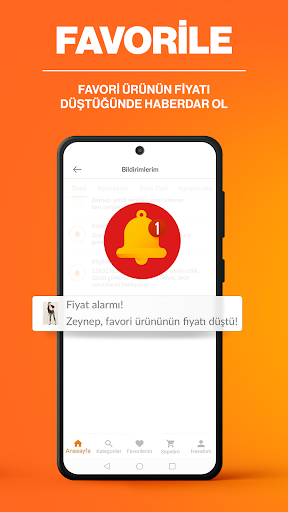 FAVORİLE
FAVORİ ÜRÜNÜN FİYATI
DÜŞTÜĞÜNDE HABERDAR OL
Bildirimlerim
1
Fiyat alarmı!
Zeynep, favori ürününün fiyatı düştü!
Anasayfa Kategoriler Favorilerim Sepetim Hesabım